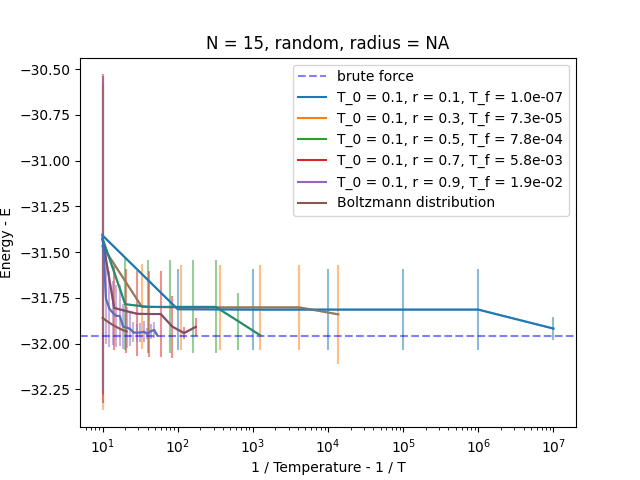 N = 15, random, radius = NA
Energy - E
−30.50
−30.75
−31.00
−31.25
−31.50
−31.75
−32.00
−32.25
brute force
T_0 = 0.1, r = 0.1, T_f = 1.0e-07
T_0 = 0.1, r = 0.3, T_f = 7.3e-05
T_0 = 0.1, r = 0.5, T_f = 7.8e-04
T_0 = 0.1, r = 0.7, T_f = 5.8e-03
T_0 = 0.1, r = 0.9, T_f = 1.9e-02
Boltzmann distribution
10¹ 10² 10³ 10⁴ 10⁵ 10⁶ 10⁷
1 / Temperature - 1 / T